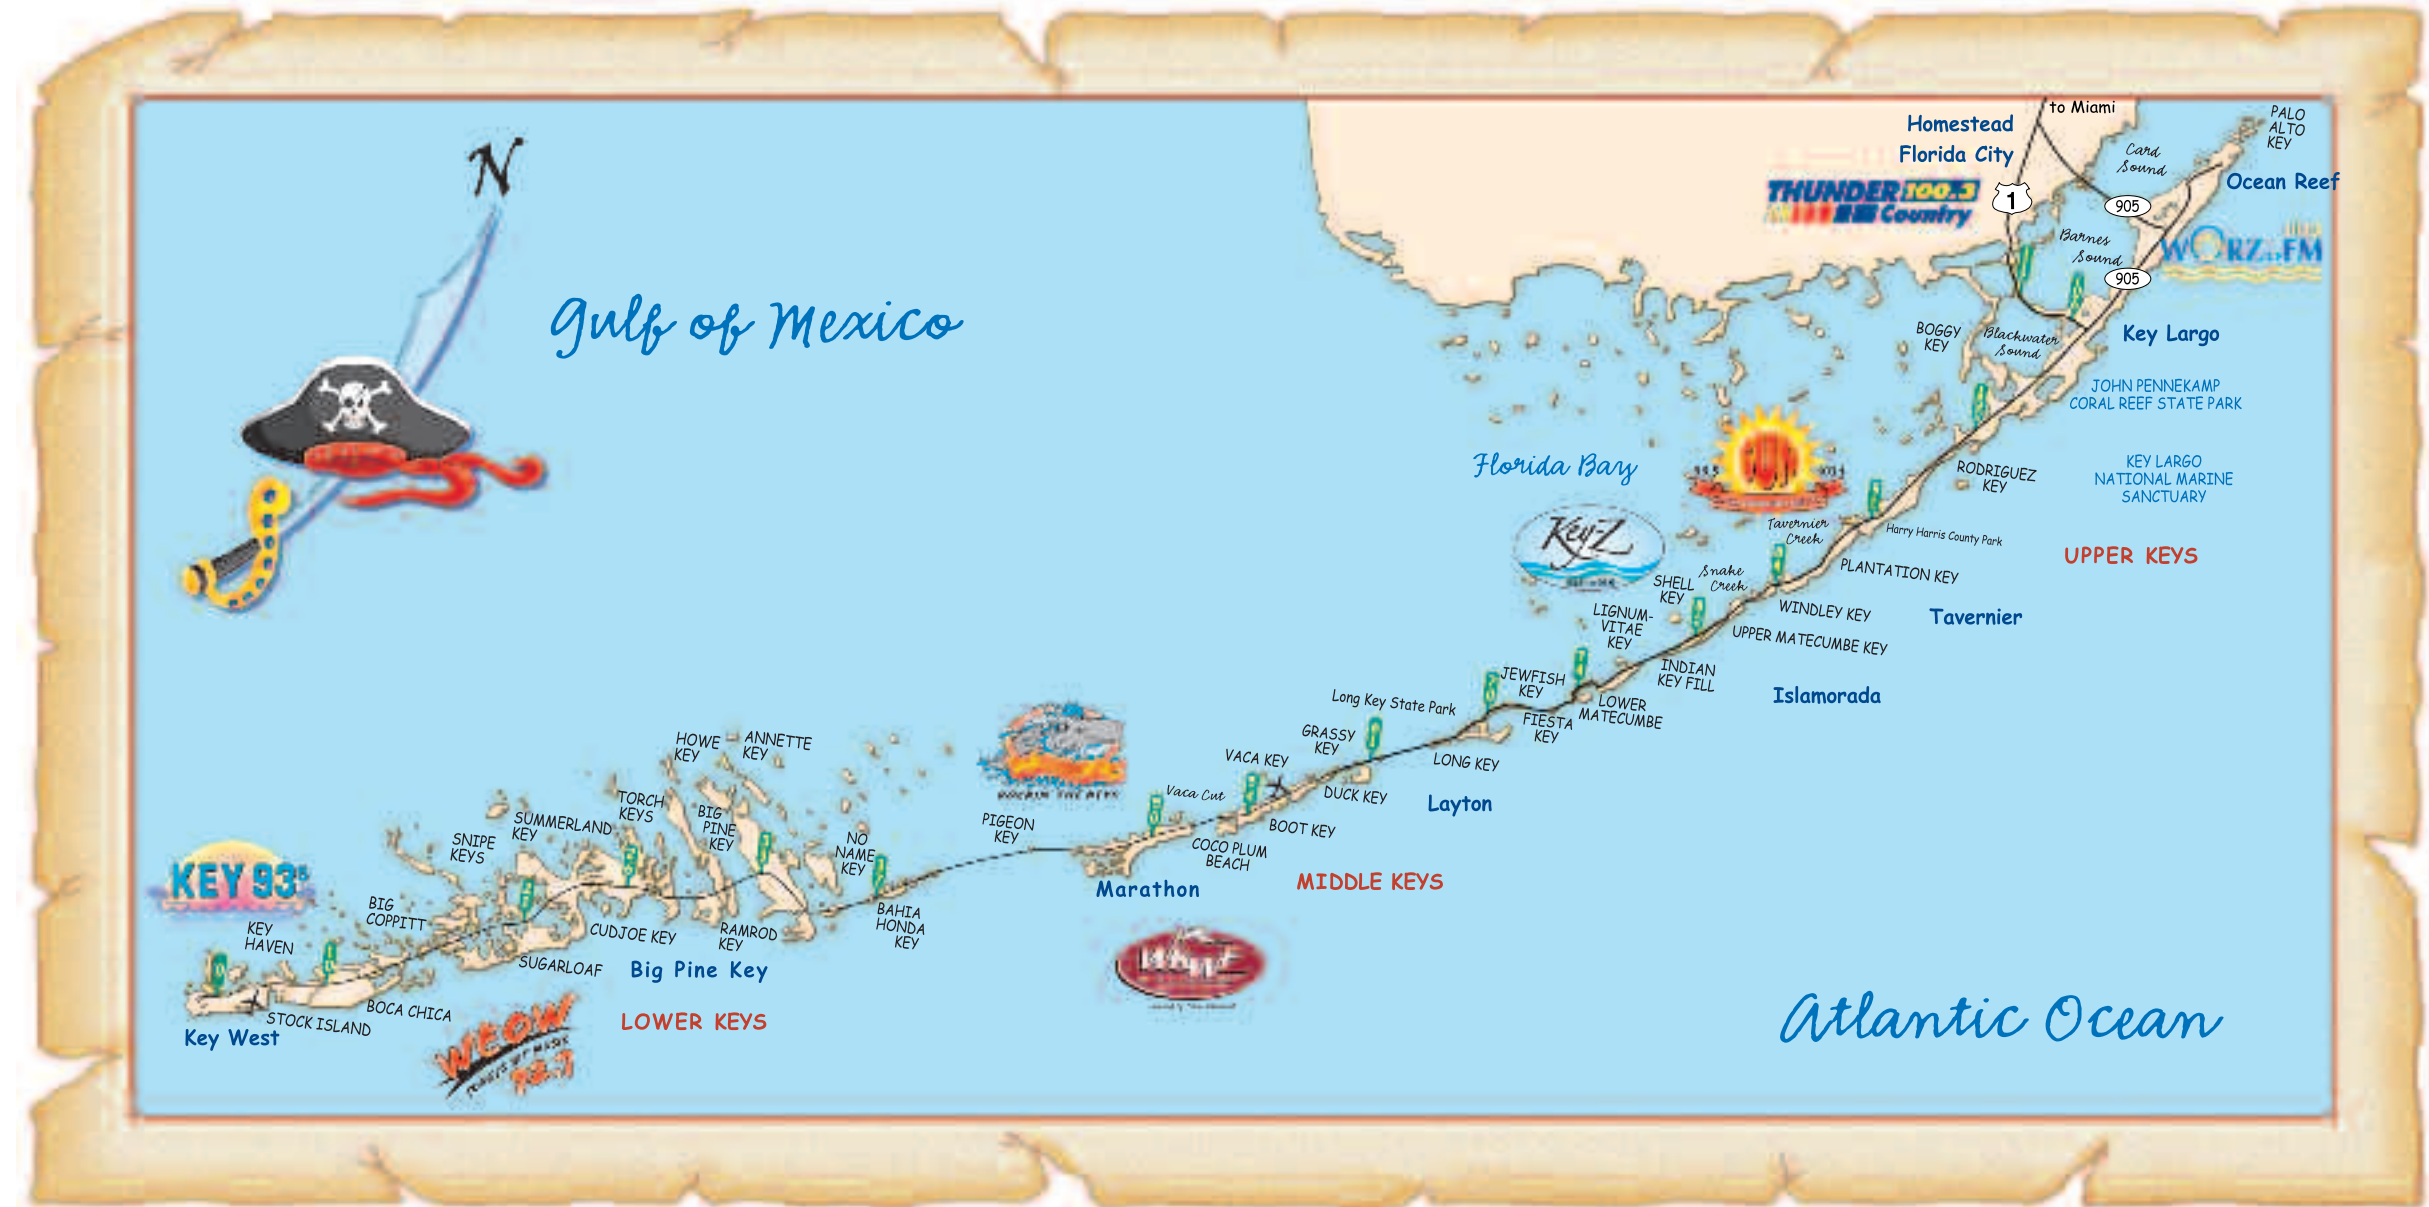 to Miami
PALO
ALTO
KEY
Homestead
Florida City
Card
Sound
Ocean Reef
THUNDER 100.3
Country
1
905
Barnes
Sound
905
WORZ
FM
N
Gulf of Mexico
BOGGY
KEY
Blackwater
Sound
Key Largo
JOHN PENNEKAMP
CORAL REEF STATE PARK
Florida Bay
SUN
RODRIGUEZ
KEY
KEY LARGO
NATIONAL MARINE
SANCTUARY
Key-Z
Tavernier
Creek
Harry Harris County Park
UPPER KEYS
PLANTATION KEY
SHELL
KEY
Snake
Creek
WINDLEY KEY
Tavernier
LIGNUM-
VITAE
KEY
UPPER MATECUMBE KEY
INDIAN
KEY FILL
Islamorada
JEWFISH
KEY
LOWER
MATECUMBE
Long Key State Park
FIESTA
KEY
GRASSY
KEY
LONG KEY
VACA KEY
Vaca Cut
DUCK KEY
Layton
BOOT KEY
COCO PLUM
BEACH
MIDDLE KEYS
PIGEON
KEY
Marathon
HOWE
KEY
ANNETTE
KEY
TORCH
KEYS
BIG
PINE
KEY
NO
NAME
KEY
SUMMERLAND
KEY
SNIPE
KEYS
KEY 93.5
BIG
COPPITT
KEY
HAVEN
CUDJOE KEY
RAMROD
KEY
BAHIA
HONDA
KEY
SUGARLOAF
Big Pine Key
BOCA CHICA
STOCK ISLAND
Key West
LOWER KEYS
WEOW
92.7
WKWF
Atlantic Ocean